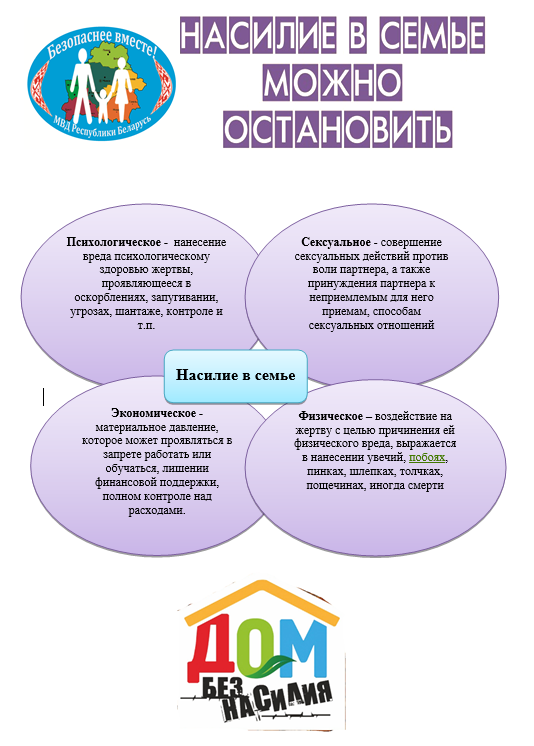 Безопаснее вместе!
МВД Республики Беларусь
НАСИЛИЕ В СЕМЬЕ
МОЖНО
ОСТАНОВИТЬ
Психологическое - нанесение
вреда психологическому
здоровью жертвы,
проявляющееся в
оскорблениях, запугивании,
угрозах, шантаже, контроле и
т.п.
Сексуальное - совершение
сексуальных действий против
воли партнера, а также
принуждения партнера к
неприемлемым для него
приемам, способам
сексуальных отношений
Насилие в семье
Экономическое -
материальное давление,
которое может проявляться в
запрете работать или
обучаться, лишении
финансовой поддержки,
полном контроле над
расходами.
Физическое – воздействие на
жертву с целью причинения ей
физического вреда, выражается
в нанесении увечий, побоях,
пинках, шлепках, толчках,
пощечинах, иногда смерти
ДОМ
БЕЗ
НАСИЛИЯ